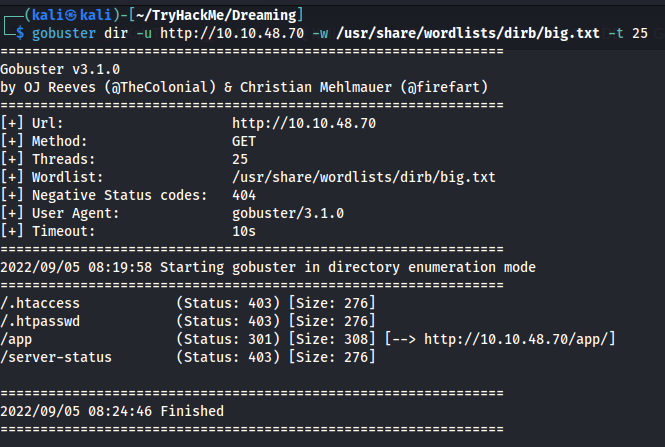 ┌──(kali㉿kali)-[~/TryHackMe/Dreaming]
└─$ gobuster dir -u http://10.10.48.70 -w /usr/share/wordlists/dirb/big.txt -t 25
===============================================================
Gobuster v3.1.0
by OJ Reeves (@TheColonial) & Christian Mehlmauer (@firefart)
===============================================================
[+] Url:                     http://10.10.48.70
[+] Method:                  GET
[+] Threads:                 25
[+] Wordlist:                /usr/share/wordlists/dirb/big.txt
[+] Negative Status codes:   404
[+] User Agent:              gobuster/3.1.0
[+] Timeout:                 10s
===============================================================
2022/09/05 08:19:58 Starting gobuster in directory enumeration mode
===============================================================
/.htaccess            (Status: 403) [Size: 276]
/.htpasswd            (Status: 403) [Size: 276]
/app                  (Status: 301) [Size: 308] [--> http://10.10.48.70/app/]
/server-status        (Status: 403) [Size: 276]

===============================================================
2022/09/05 08:24:46 Finished
===============================================================